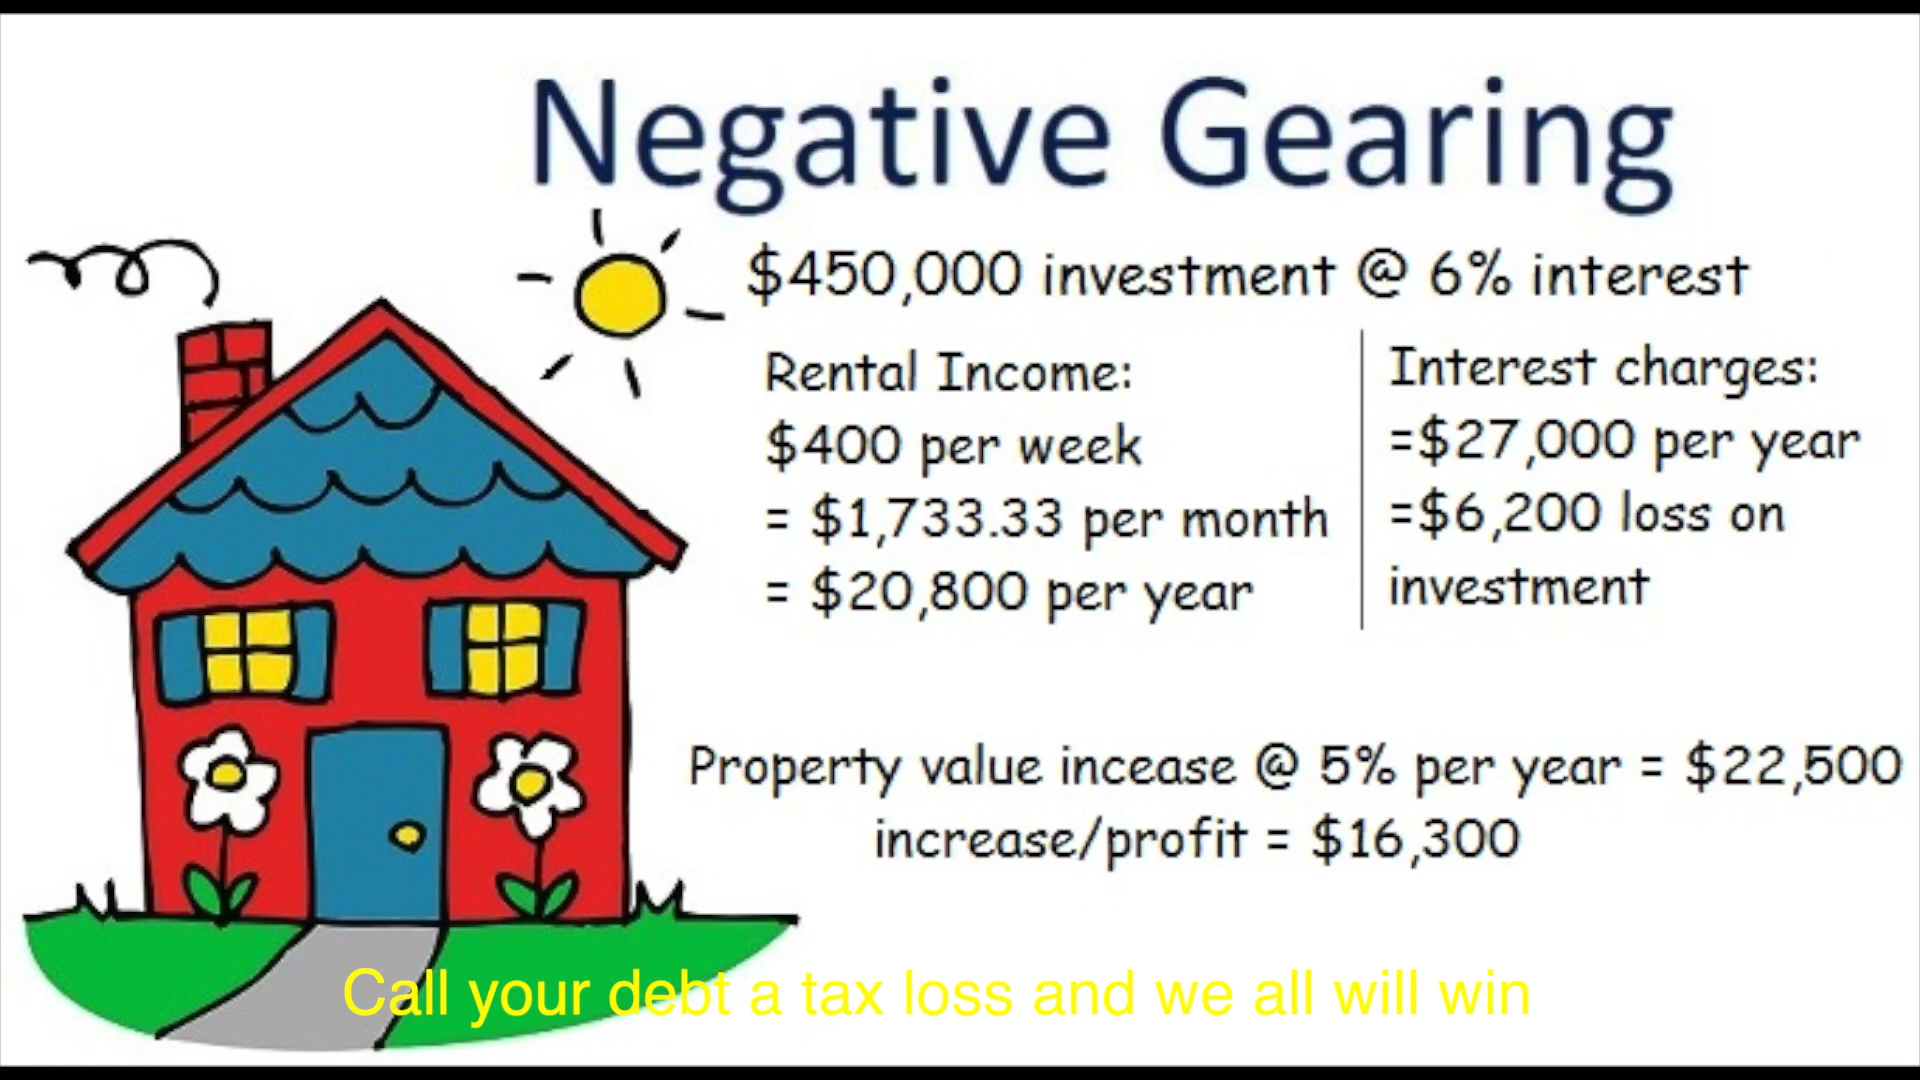 Negative Gearing
$450,000 investment @ 6% interest
Rental Income:
$400 per week
= $1,733.33 per month
= $20,800 per year
Interest charges:
=$27,000 per year
=$6,200 loss on
investment
Property value incease @ 5% per year = $22,500
increase/profit = $16,300
Call your debt a tax loss and we all will win